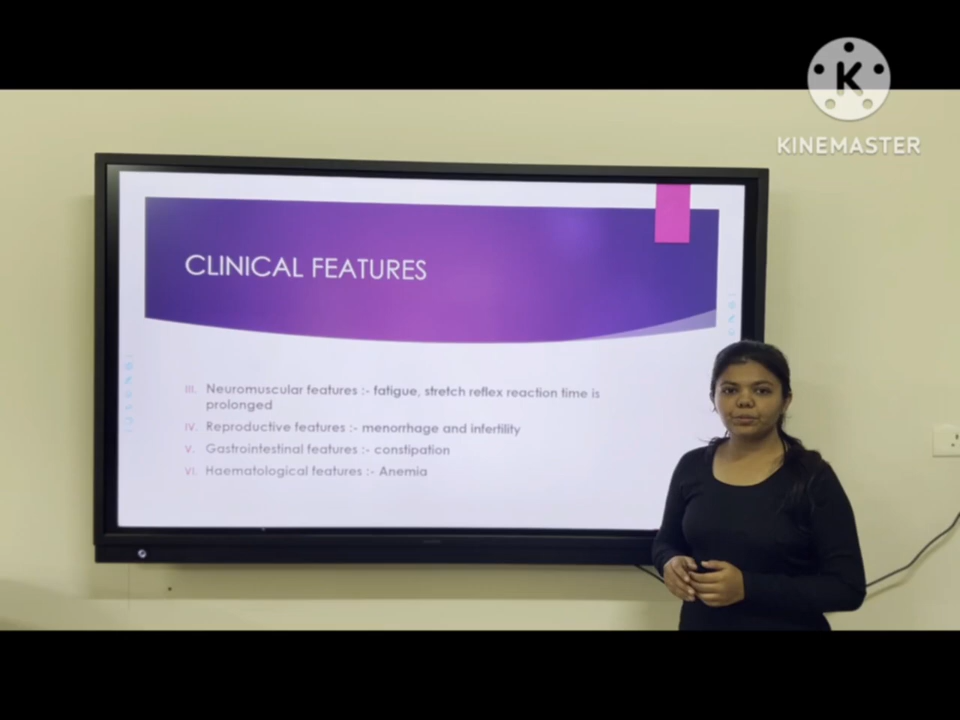 K
KINEMASTER
CLINICAL FEATURES
III. Neuromuscular features :- fatigue, stretch reflex reaction time is
prolonged
IV. Reproductive features :- menorrhage and infertility
V. Gastrointestinal features :- constipation
VI. Haematological features :- Anemia